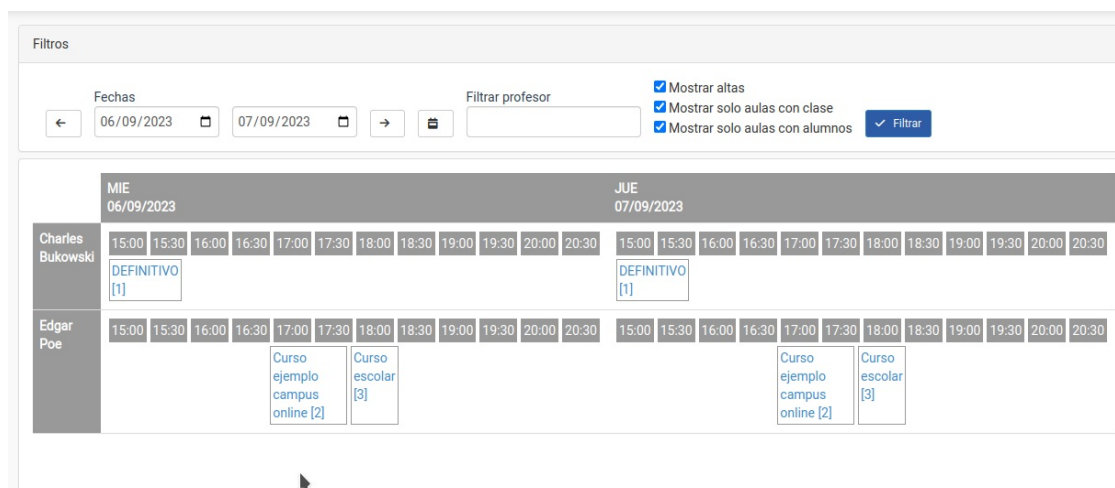 Filtros
Fechas
Filtrar profesor
Mostrar altas
Mostrar solo aulas con clase
Mostrar solo aulas con alumnos
06/09/2023
07/09/2023
Filtrar
MIE
06/09/2023
JUE
07/09/2023
Charles
Bukowski
15:00 15:30 16:00 16:30 17:00 17:30 18:00 18:30 19:00 19:30 20:00 20:30
15:00 15:30 16:00 16:30 17:00 17:30 18:00 18:30 19:00 19:30 20:00 20:30
DEFINITIVO
[1]
DEFINITIVO
[1]
Edgar
Poe
15:00 15:30 16:00 16:30 17:00 17:30 18:00 18:30 19:00 19:30 20:00 20:30
15:00 15:30 16:00 16:30 17:00 17:30 18:00 18:30 19:00 19:30 20:00 20:30
Curso
ejemplo
campus
online [2]
Curso
escolar
[3]
Curso
ejemplo
campus
online [2]
Curso
escolar
[3]